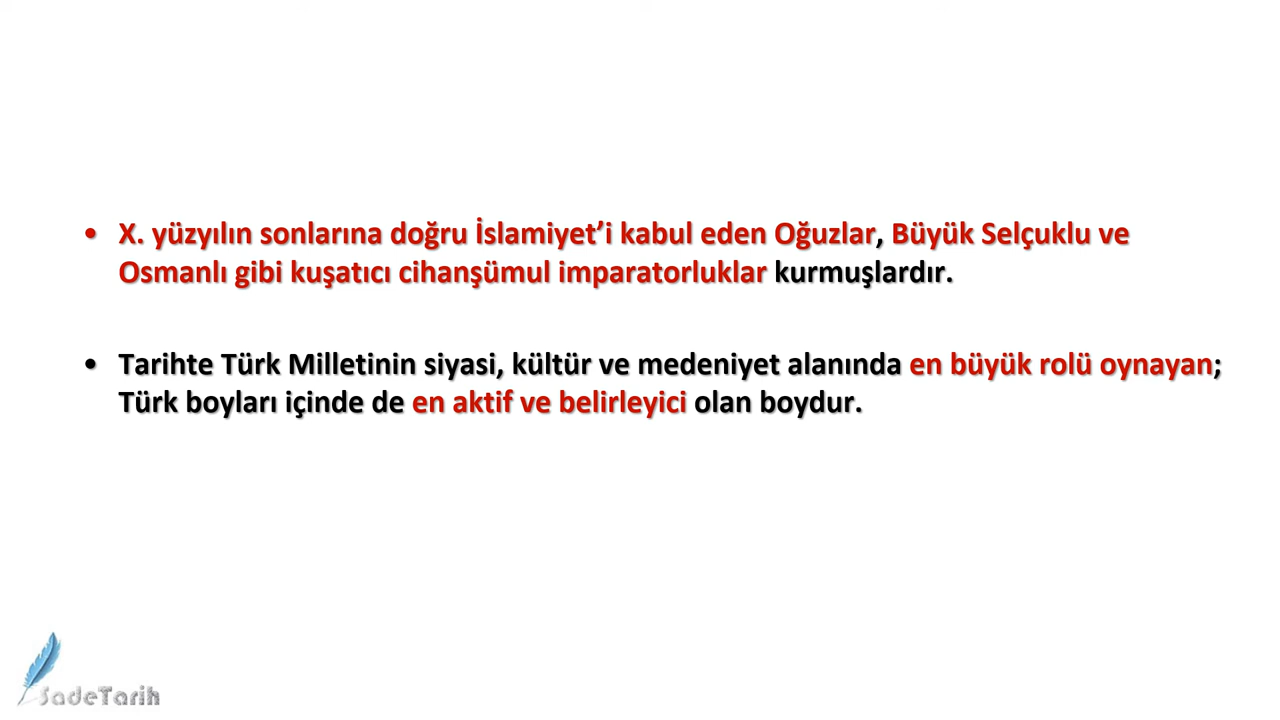 • X. yüzyılın sonlarına doğru İslamiyet’i kabul eden Oğuzlar, Büyük Selçuklu ve
Osmanlı gibi kuşatıcı cihanşümul imparatorluklar kurmuşlardır.
• Tarihte Türk Milletinin siyasi, kültür ve medeniyet alanında en büyük rolü oynayan;
Türk boyları içinde de en aktif ve belirleyici olan boydur.
SadeTarih